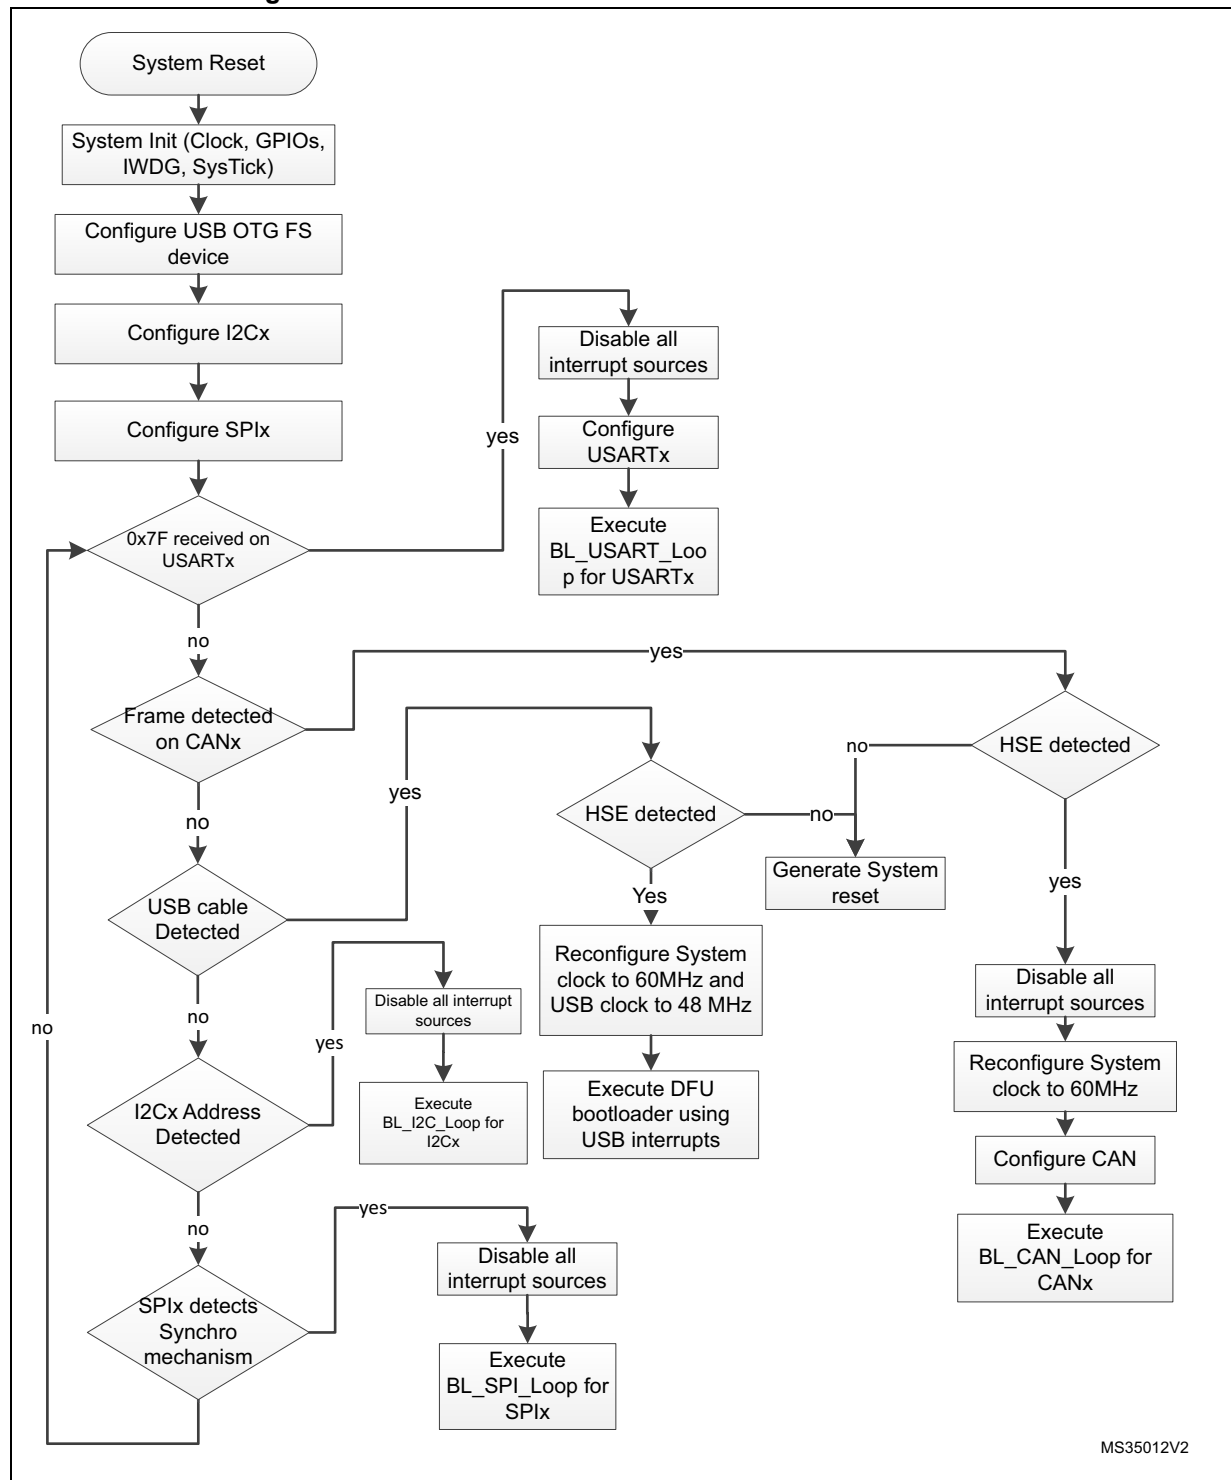 System Reset
System Init (Clock, GPIOs,
IWDG, SysTick)
Configure USB OTG FS
device
Configure I2Cx
Configure SPIx
0x7F received on
USARTx
yes
Disable all
interrupt sources
Configure
USARTx
Execute
BL_USART_Loo
p for USARTx
no
Frame detected
on CANx
yes
HSE detected
no
yes
Disable all
interrupt sources
Reconfigure System
clock to 60MHz
Configure CAN
Execute
BL_CAN_Loop for
CANx
no
USB cable
Detected
yes
HSE detected
no
Generate System
reset
Yes
Reconfigure System
clock to 60MHz and
USB clock to 48 MHz
Execute DFU
bootloader using
USB interrupts
no
I2Cx Address
Detected
yes
Disable all interrupt
sources
Execute
BL_I2C_Loop for
I2Cx
no
SPIx detects
Synchro
mechanism
yes
Disable all
interrupt sources
Execute
BL_SPI_Loop for
SPIx
no
MS35012V2